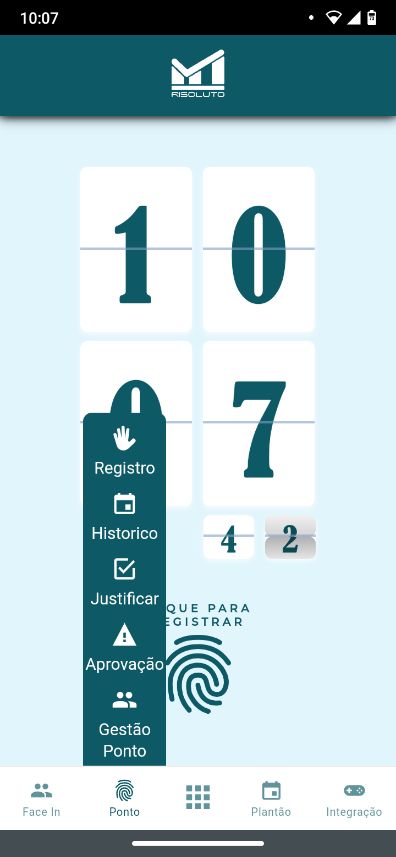 10:07
RISOLUTO
1 0
7
4 2
Registro
Historico
Justificar
Aprovação
Gestão
Ponto
QUE PARA
EGISTRAR
Face In
Ponto
Plantão
Integração